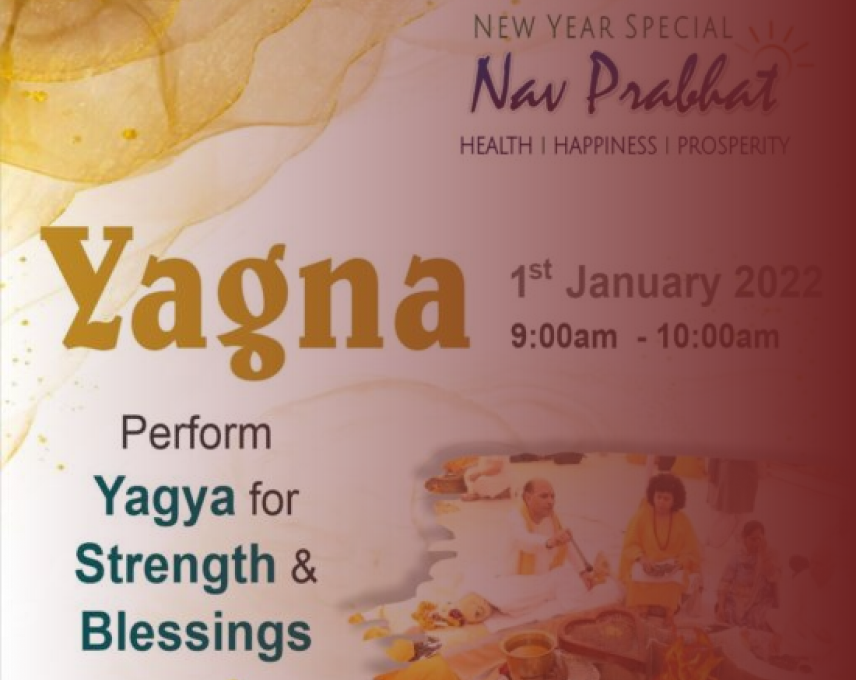 NEW YEAR SPECIAL
Nav Prabhat
HEALTH | HAPPINESS | PROSPERITY
Yagna
1st January 2022
9:00am - 10:00am
Perform
Yagya for
Strength &
Blessings